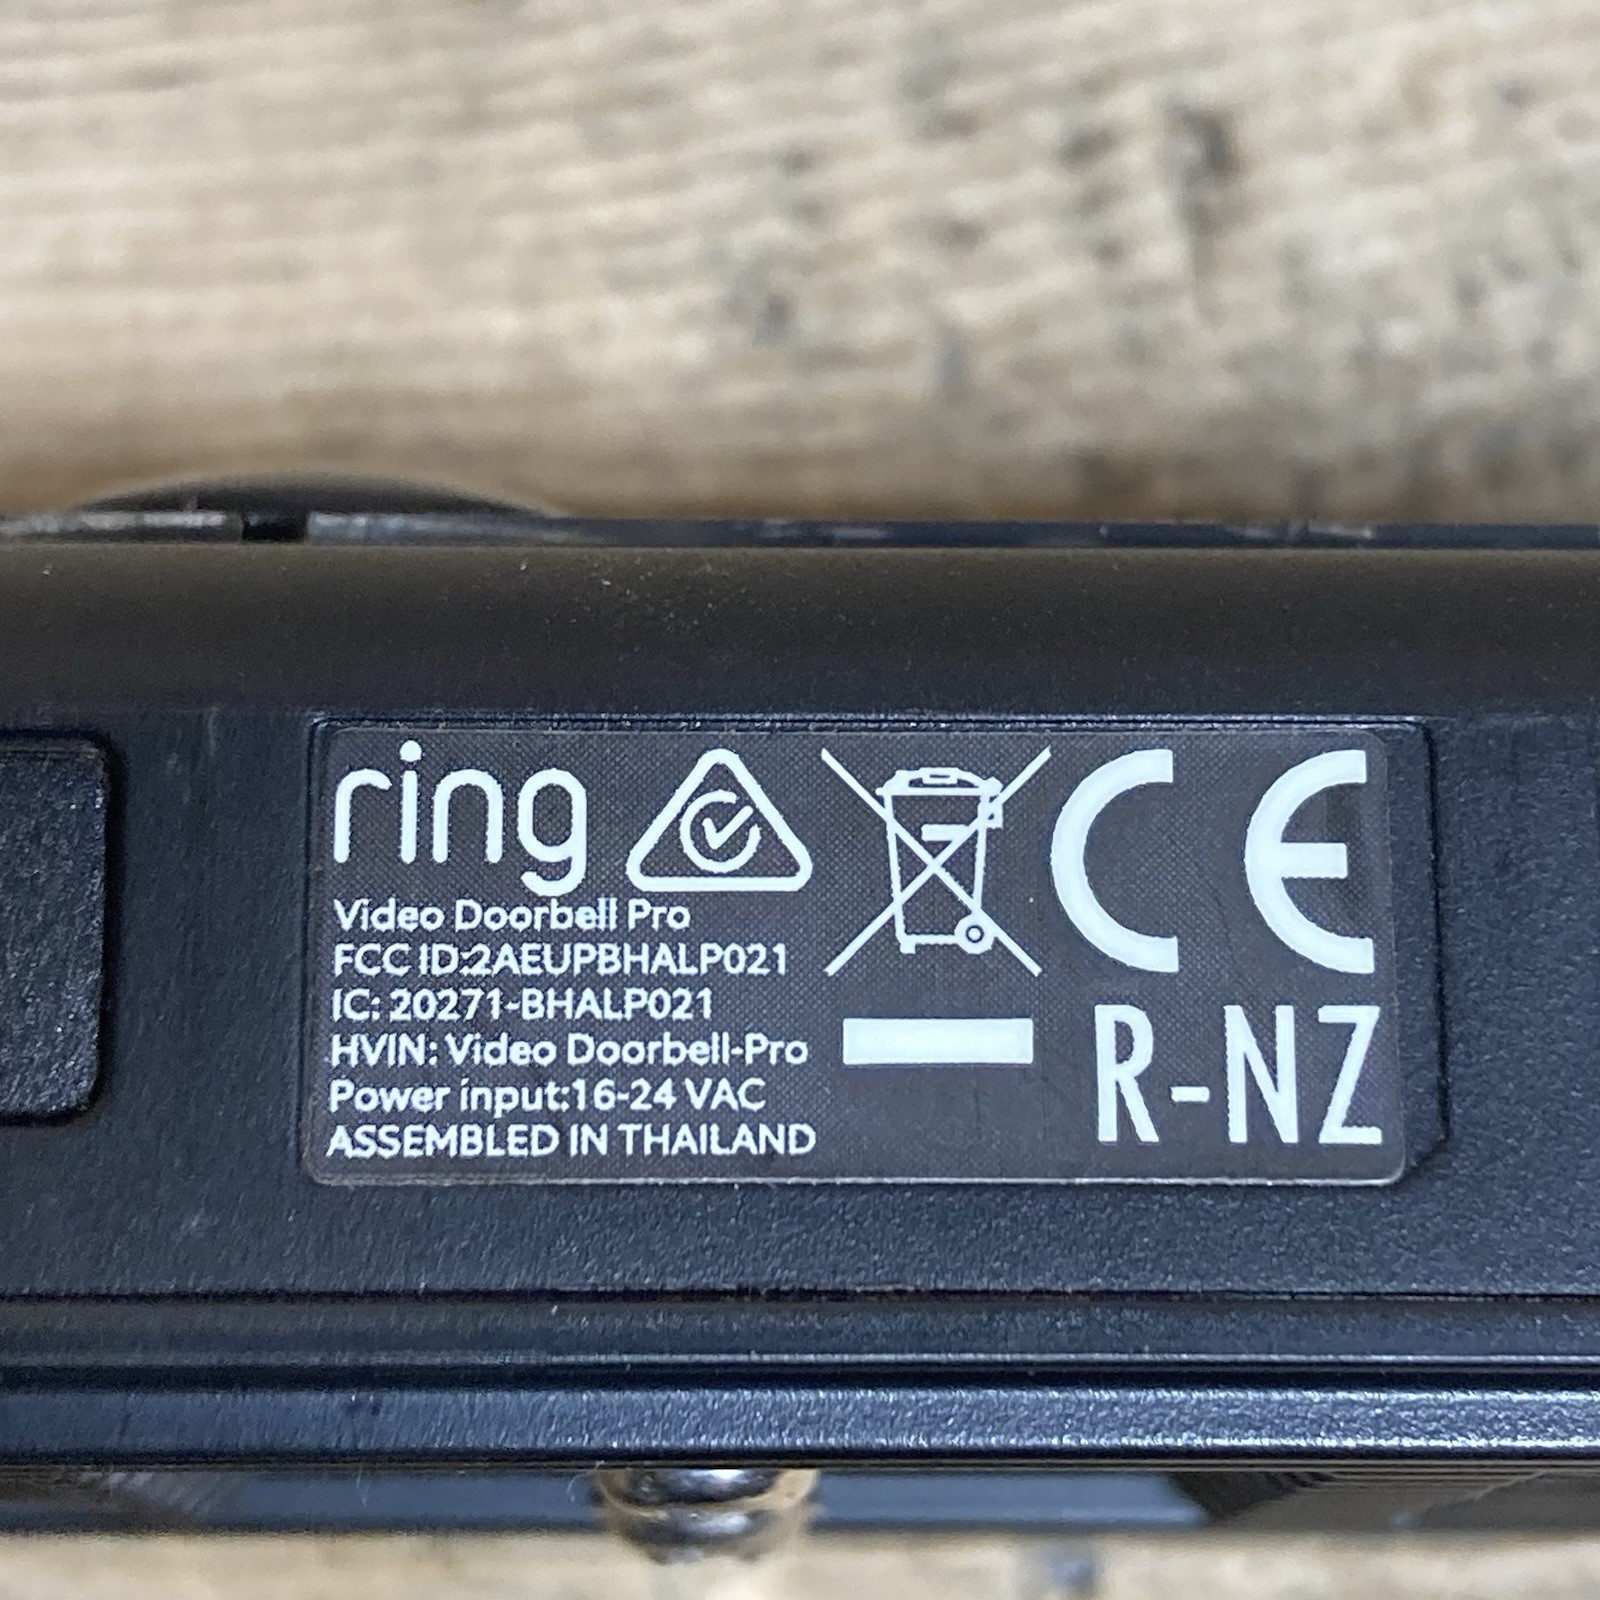 ring
Video Doorbell Pro
FCC ID:2AEUPBHALP021
IC: 20271-BHALP021
HVIN: Video Doorbell-Pro
Power input:16-24 VAC
ASSEMBLED IN THAILAND
CE
R-NZ